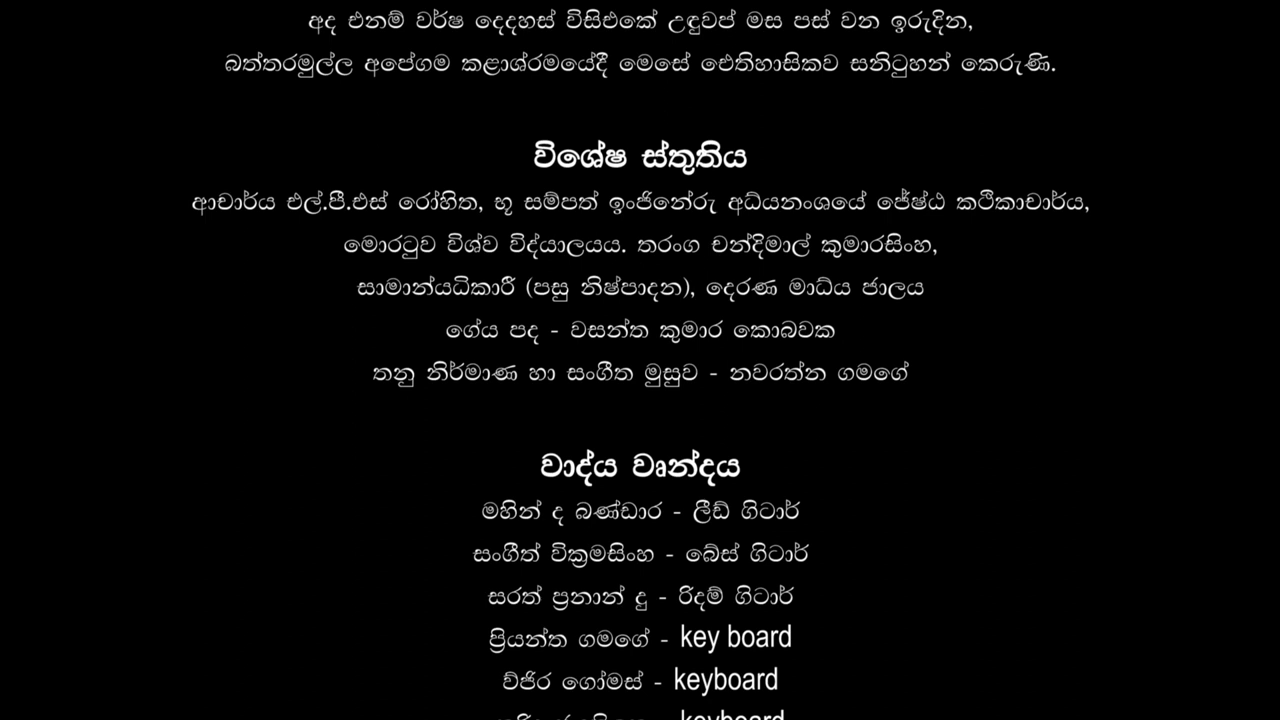 අද එනම් වර්ෂ දෙදහස් විසිඑකේ උඳුවප් මස පස් වන ඉරුදින,
බත්තරමුල්ල අපේගම කළාශ්රමයේදී මෙසේ ඓතිහාසිකව සනිටුහන් කෙරුණි.
විශේෂ ස්තුතිය
ආචාර්ය එල්.පී.එස් රෝහිත, භූ සම්පත් ඉංජිනේරු අධ්යනංශයේ ජේෂ්ඨ කථිකාචාර්ය,
මොරටුව විශ්ව විද්යාලයය. තරංග චන්දිමාල් කුමාරසිංහ,
සාමාන්යධිකාරී (පසු නිෂ්පාදන), දෙරණ මාධ්ය ජාලය
ගේය පද - වසන්ත කුමාර කොබවක
තනු නිර්මාණ හා සංගීත මුසුව - නවරත්න ගමගේ
වාද්ය වෘන්දය
මහින් ද බණ්ඩාර - ලීඩ් ගිටාර්
සංගීත් වික්‍රමසිංහ - බේස් ගිටාර්
සරත් ප්‍රනාන් දු - රිදම් ගිටාර්
ප්‍රියන්ත ගමගේ - key board
ව්ජිර ගෝමස් - keyboard
keyboard